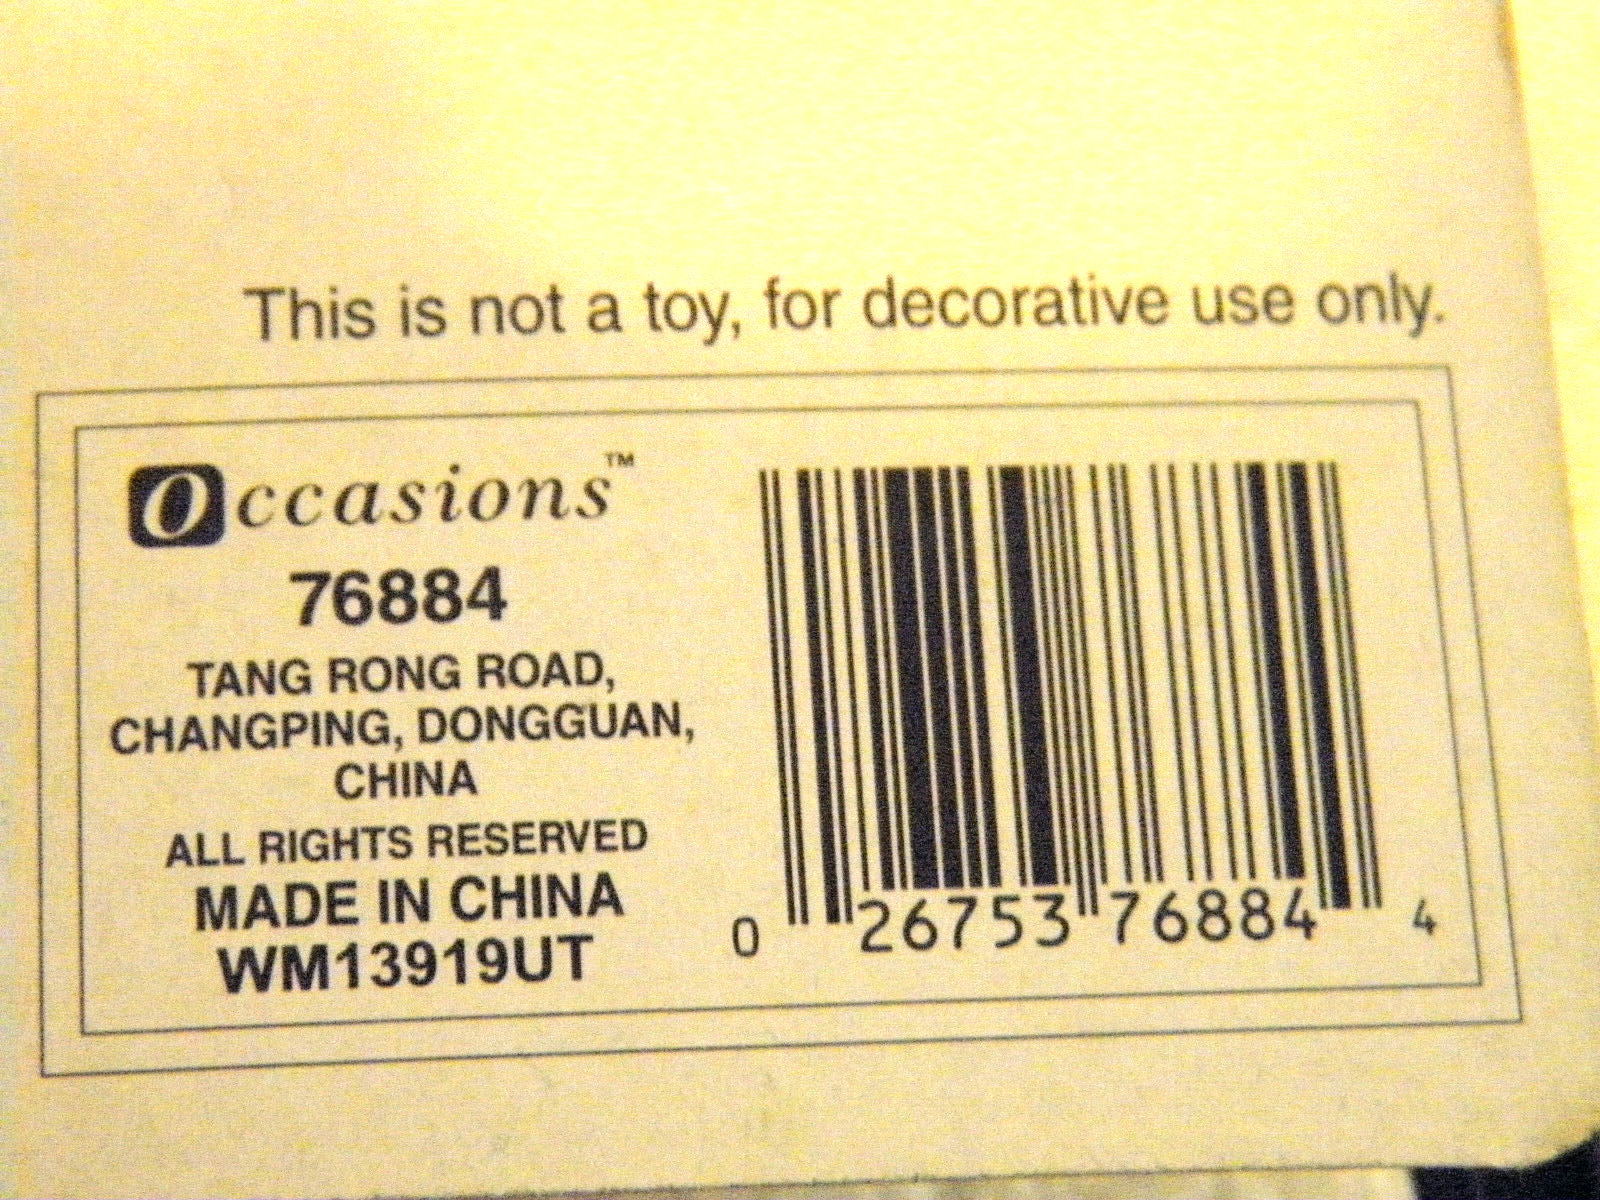 This is not a toy, for decorative use only.
Occasions™
76884
TANG RONG ROAD,
CHANGPING, DONGGUAN,
CHINA
ALL RIGHTS RESERVED
MADE IN CHINA
WM13919UT
0 26753 76884 4